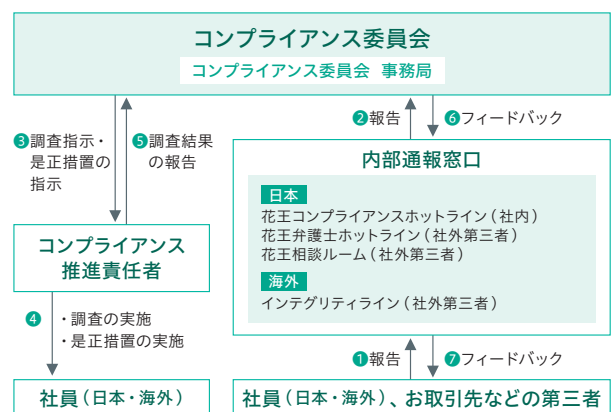 コンプライアンス委員会
コンプライアンス委員会 事務局
❸調査指示・
是正措置の
指示
❺調査結果
の報告
❷報告
❻フィードバック
内部通報窓口
日本
花王コンプライアンスホットライン(社内)
花王弁護士ホットライン(社外第三者)
花王相談ルーム(社外第三者)
海外
インテグリティライン(社外第三者)
コンプライアンス
推進責任者
❹
・調査の実施
・是正措置の実施
❶報告
❼フィードバック
社員(日本・海外)
社員(日本・海外)、お取引先などの第三者